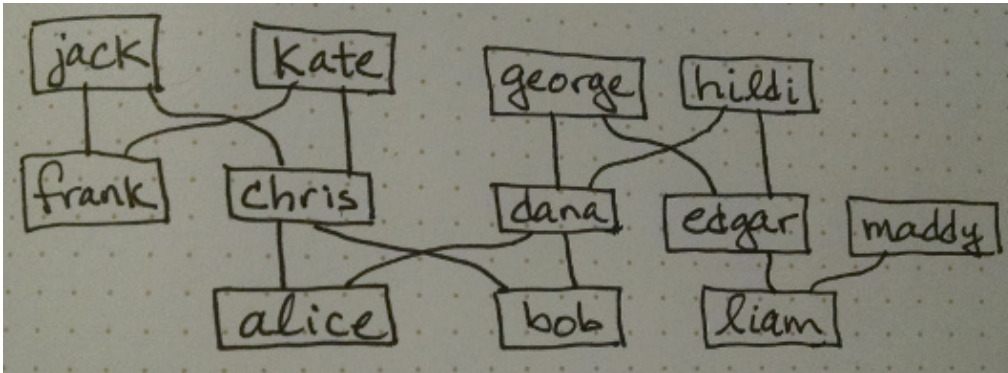 jack Kate george hildi
frank chris dana edgar maddy
alice bob liam